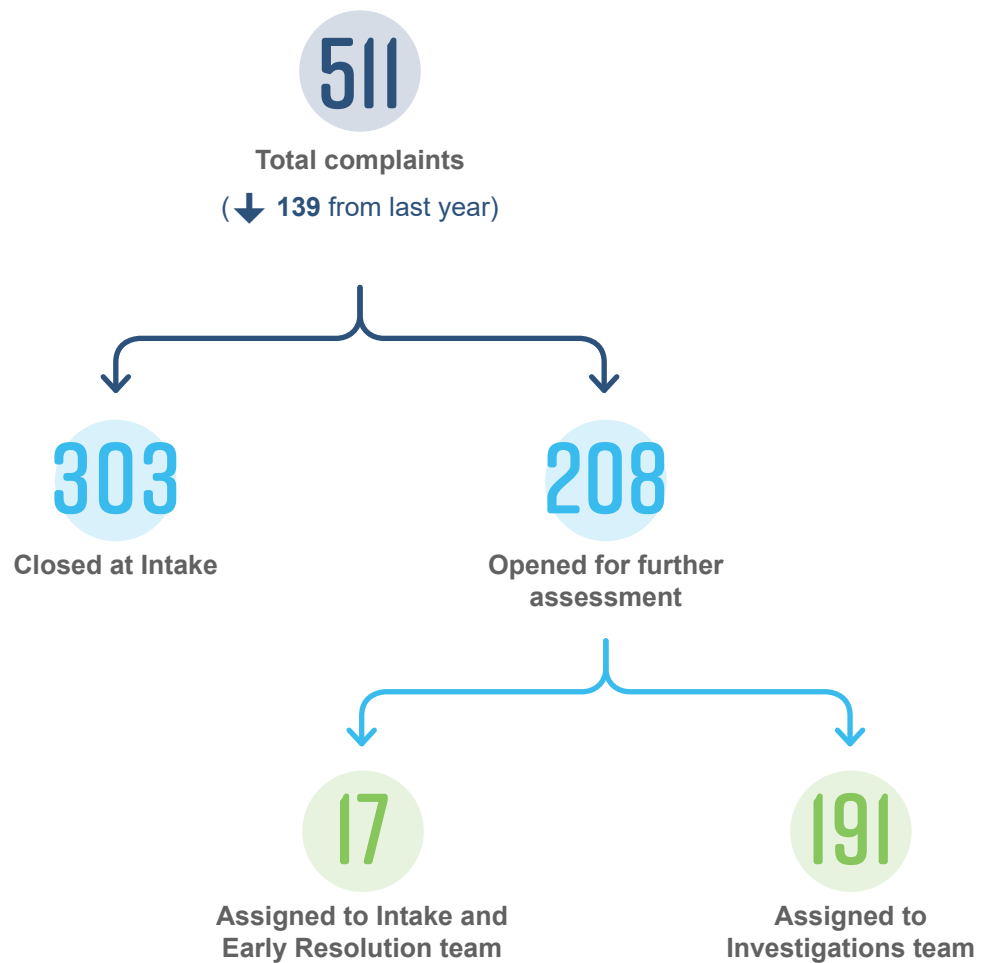 511
Total complaints
(↓ 139 from last year)
303
Closed at Intake
208
Opened for further
assessment
17
Assigned to Intake and
Early Resolution team
191
Assigned to
Investigations team